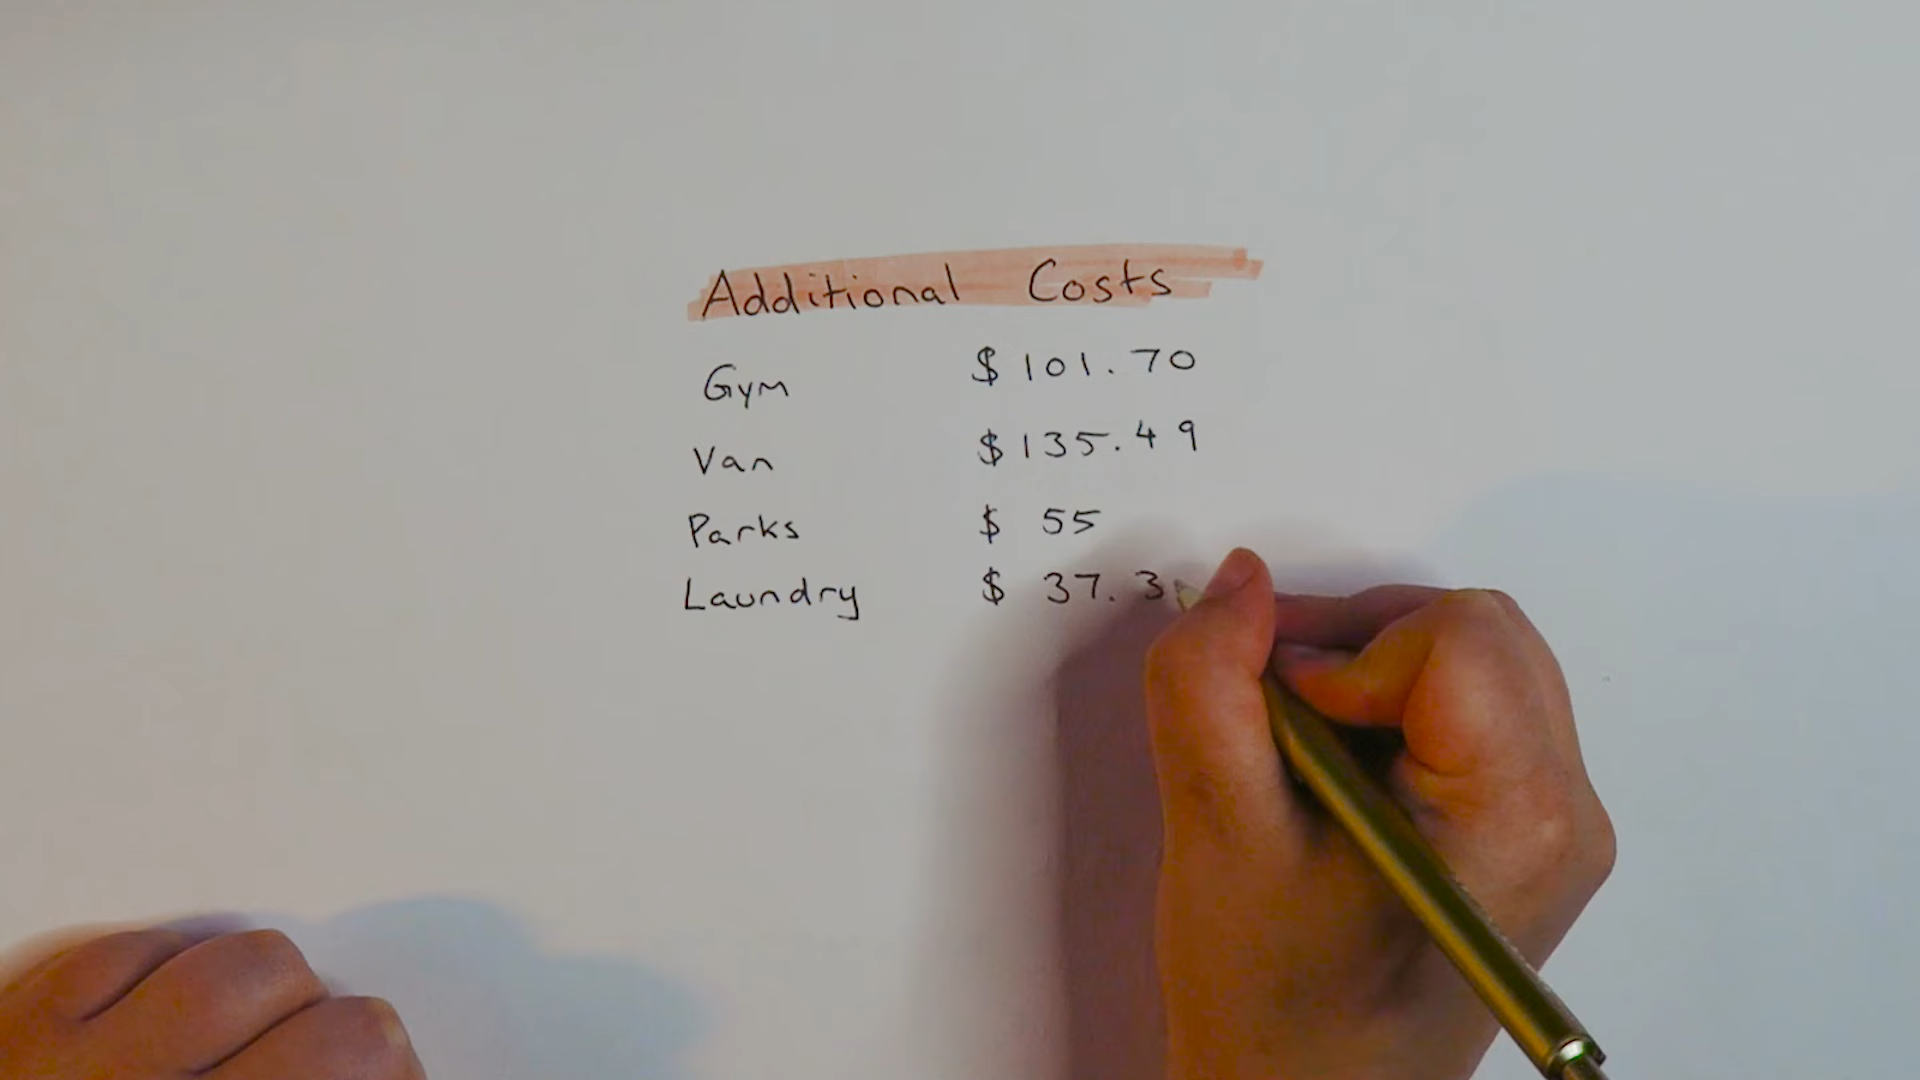 Additional Costs
Gym $101.70
Van $135.49
Parks $ 55
Laundry $ 37.3